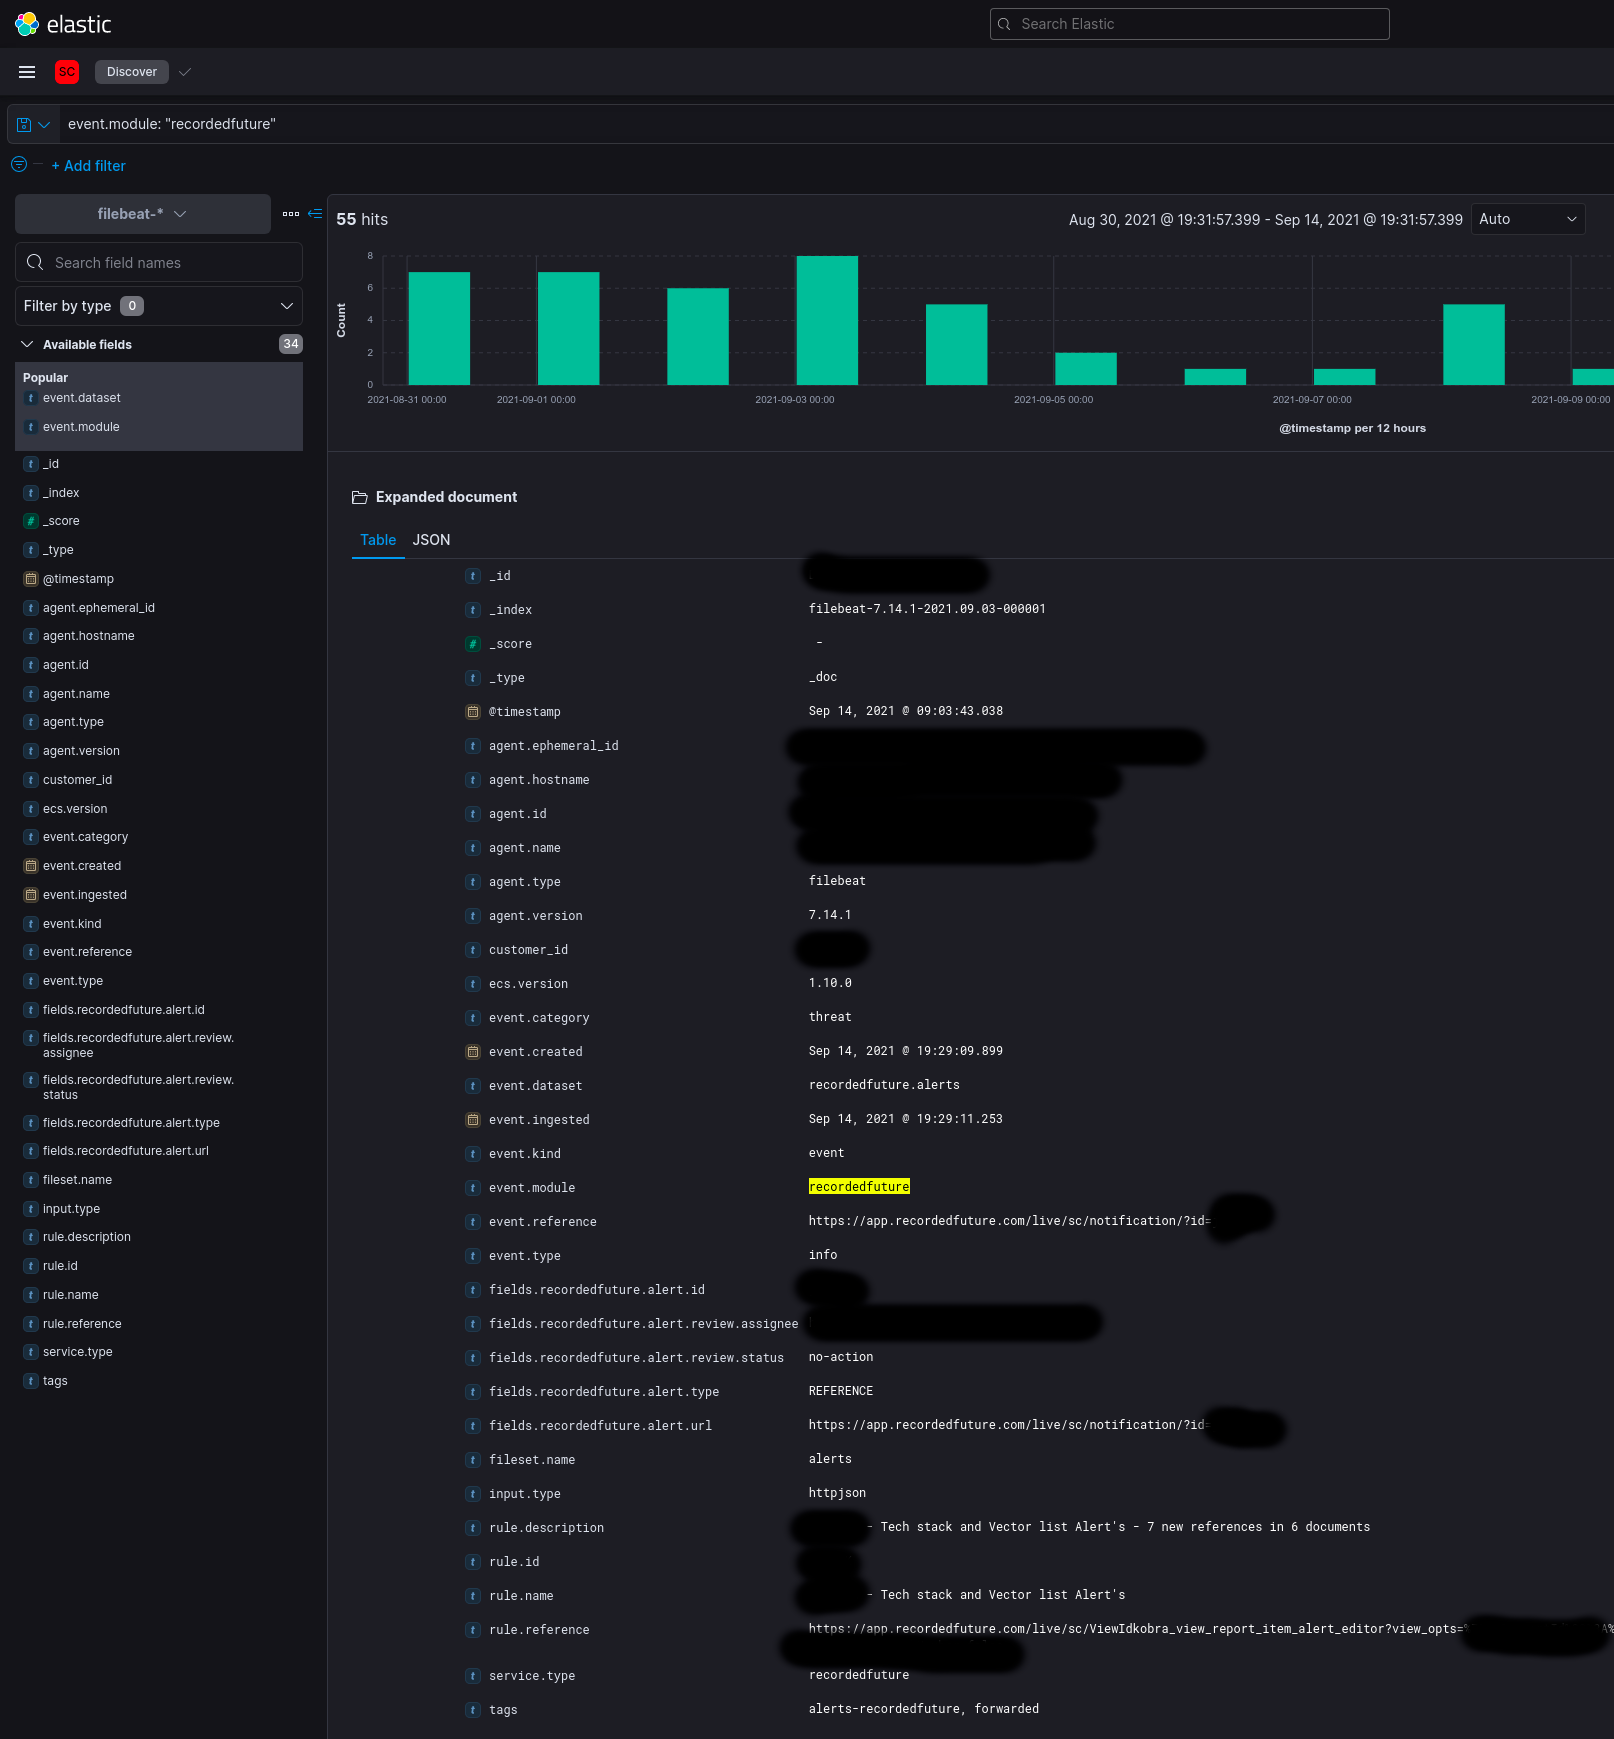 elastic
Search Elastic
SC
Discover
event.module: "recordedfuture"
+ Add filter
filebeat-*
55 hits
Aug 30, 2021 @ 19:31:57.399 - Sep 14, 2021 @ 19:31:57.399
Auto
Search field names
Filter by type 0
Available fields 34
Popular
event.dataset
event.module
_id
_index
_score
_type
@timestamp
agent.ephemeral_id
agent.hostname
agent.id
agent.name
agent.type
agent.version
customer_id
ecs.version
event.category
event.created
event.ingested
event.kind
event.reference
event.type
fields.recordedfuture.alert.id
fields.recordedfuture.alert.review.
assignee
fields.recordedfuture.alert.review.
status
fields.recordedfuture.alert.type
fields.recordedfuture.alert.url
fileset.name
input.type
rule.description
rule.id
rule.name
rule.reference
service.type
tags
Count
8
6
4
2
0
2021-08-31 00:00
2021-09-01 00:00
2021-09-03 00:00
2021-09-05 00:00
2021-09-07 00:00
2021-09-09 00:00
@timestamp per 12 hours
Expanded document
Table JSON
_id
_index filebeat-7.14.1-2021.09.03-000001
_score -
_type _doc
@timestamp Sep 14, 2021 @ 09:03:43.038
agent.ephemeral_id
agent.hostname
agent.id
agent.name
agent.type filebeat
agent.version 7.14.1
customer_id
ecs.version 1.10.0
event.category threat
event.created Sep 14, 2021 @ 19:29:09.899
event.dataset recordedfuture.alerts
event.ingested Sep 14, 2021 @ 19:29:11.253
event.kind event
event.module recordedfuture
event.reference https://app.recordedfuture.com/live/sc/notification/?id=
event.type info
fields.recordedfuture.alert.id
fields.recordedfuture.alert.review.assignee
fields.recordedfuture.alert.review.status no-action
fields.recordedfuture.alert.type REFERENCE
fields.recordedfuture.alert.url https://app.recordedfuture.com/live/sc/notification/?id=
fileset.name alerts
input.type httpjson
rule.description - Tech stack and Vector list Alert's - 7 new references in 6 documents
rule.id
rule.name - Tech stack and Vector list Alert's
rule.reference https://app.recordedfuture.com/live/sc/ViewIdkobra_view_report_item_alert_editor?view_opts=%
service.type recordedfuture
tags alerts-recordedfuture, forwarded